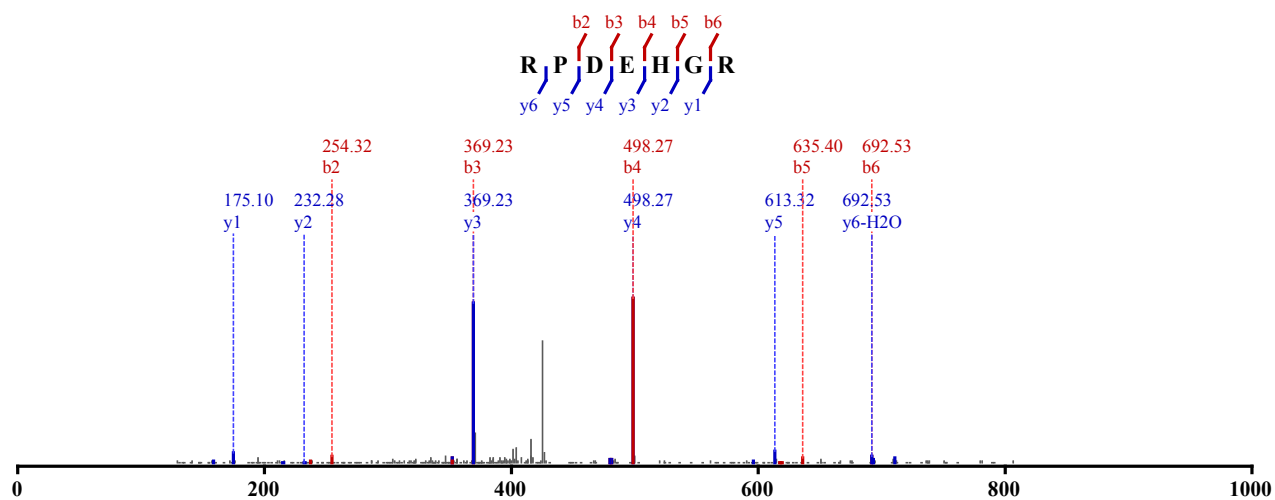 b2 b3 b4 b5 b6
R P D E H G R
y6 y5 y4 y3 y2 y1
254.32 369.23 498.27 635.40 692.53
b2 b3 b4 b5 b6
175.10 232.28 369.23 498.27 613.32 692.53
y1 y2 y3 y4 y5 y6-H2O
0 200 400 600 800 1000